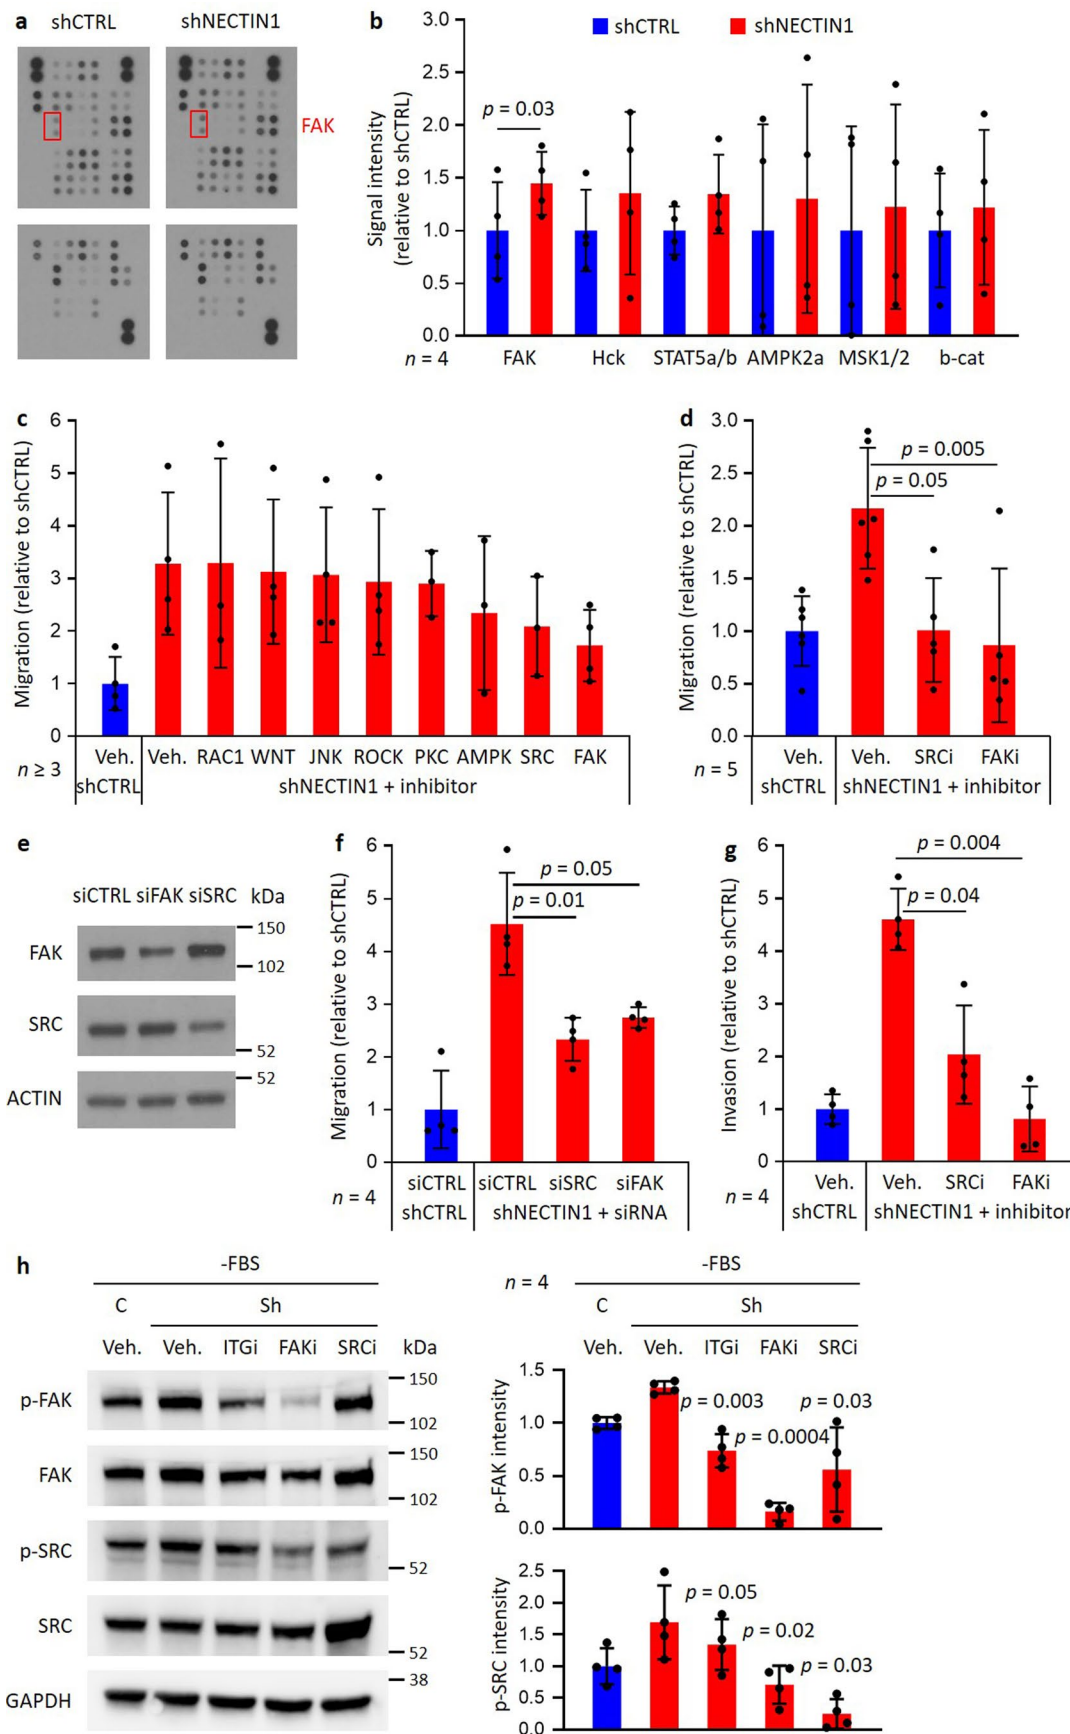 a
shCTRL
shNECTIN1
FAK
b
shCTRL
shNECTIN1
Signal intensity
(relative to shCTRL)
3.0
2.5
2.0
1.5
1.0
0.5
0.0
p = 0.03
n = 4
FAK
Hck
STAT5a/b
AMPK2a
MSK1/2
b-cat
c
Migration (relative to shCTRL)
6
5
4
3
2
1
0
n ≥ 3
Veh.
Veh.
RAC1
WNT
JNK
ROCK
PKC
AMPK
SRC
FAK
shCTRL
shNECTIN1 + inhibitor
d
Migration (relative to shCTRL)
3.0
2.5
2.0
1.5
1.0
0.5
0.0
p = 0.005
p = 0.05
n = 5
Veh.
Veh.
SRCi
FAKi
shCTRL
shNECTIN1 + inhibitor
e
siCTRL siFAK siSRC kDa
FAK
150
102
SRC
52
52
ACTIN
f
Migration (relative to shCTRL)
6
5
4
3
2
1
0
p = 0.05
p = 0.01
n = 4
siCTRL
siCTRL
siSRC
siFAK
shCTRL
shNECTIN1 + siRNA
g
Invasion (relative to shCTRL)
6
5
4
3
2
1
0
p = 0.004
p = 0.04
n = 4
Veh.
Veh.
SRCi
FAKi
shCTRL
shNECTIN1 + inhibitor
h
-FBS
C
Sh
Veh.
Veh.
ITGi
FAKi
SRCi
kDa
p-FAK
150
102
FAK
150
102
p-SRC
52
SRC
52
38
GAPDH
n = 4
-FBS
C
Sh
Veh.
Veh.
ITGi
FAKi
SRCi
p-FAK intensity
1.5
1.0
0.5
0.0
p = 0.003
p = 0.0004
p = 0.03
p-SRC intensity
2.5
2.0
1.5
1.0
0.5
0.0
p = 0.05
p = 0.02
p = 0.03